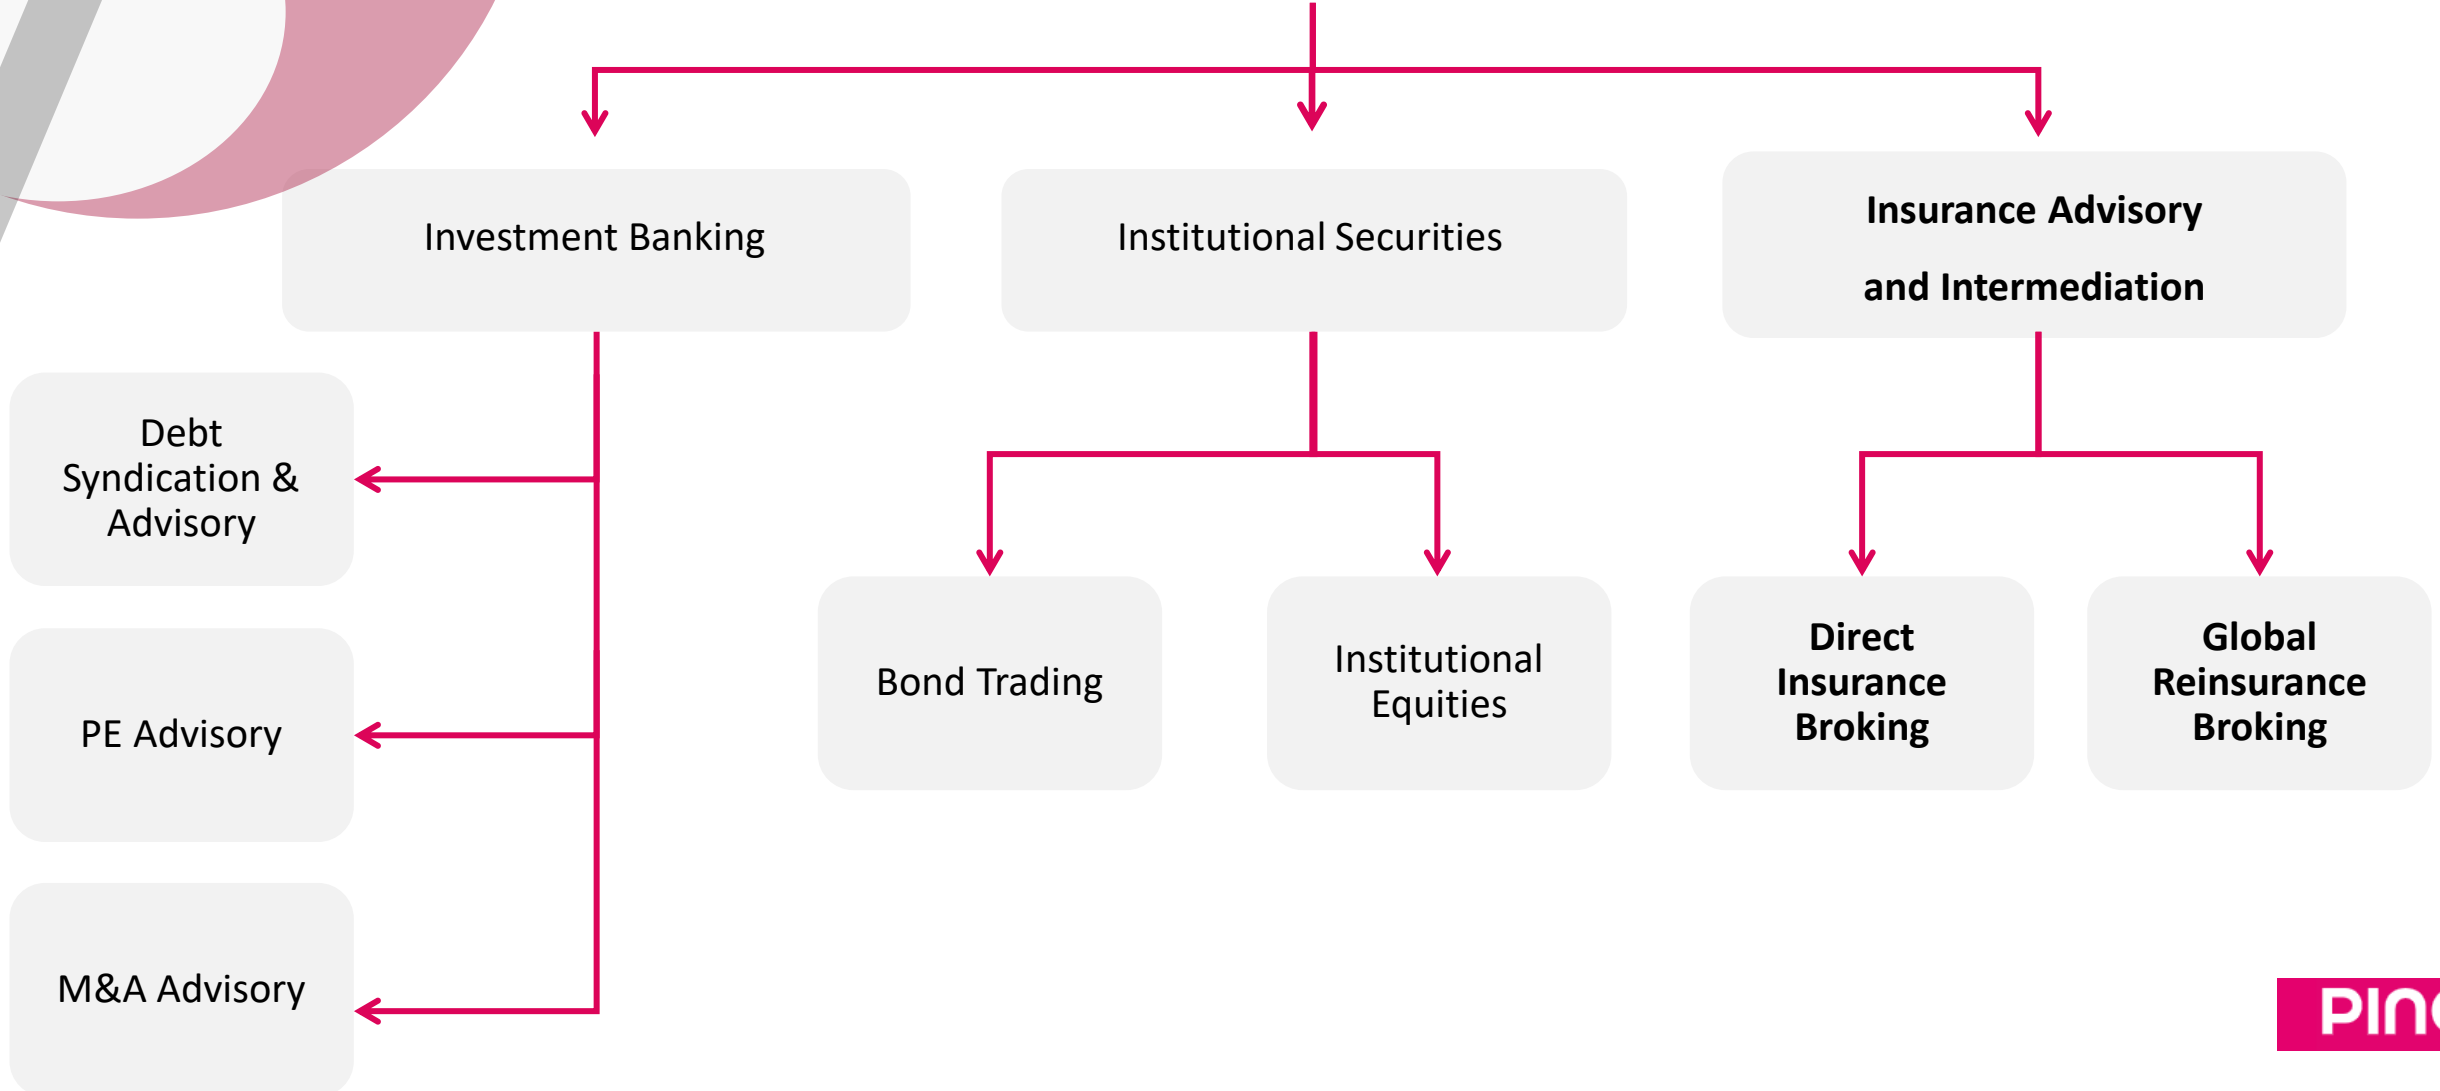 Investment Banking
Institutional Securities
Insurance Advisory
and Intermediation
Debt
Syndication &
Advisory
PE Advisory
M&A Advisory
Bond Trading
Institutional
Equities
Direct
Insurance
Broking
Global
Reinsurance
Broking